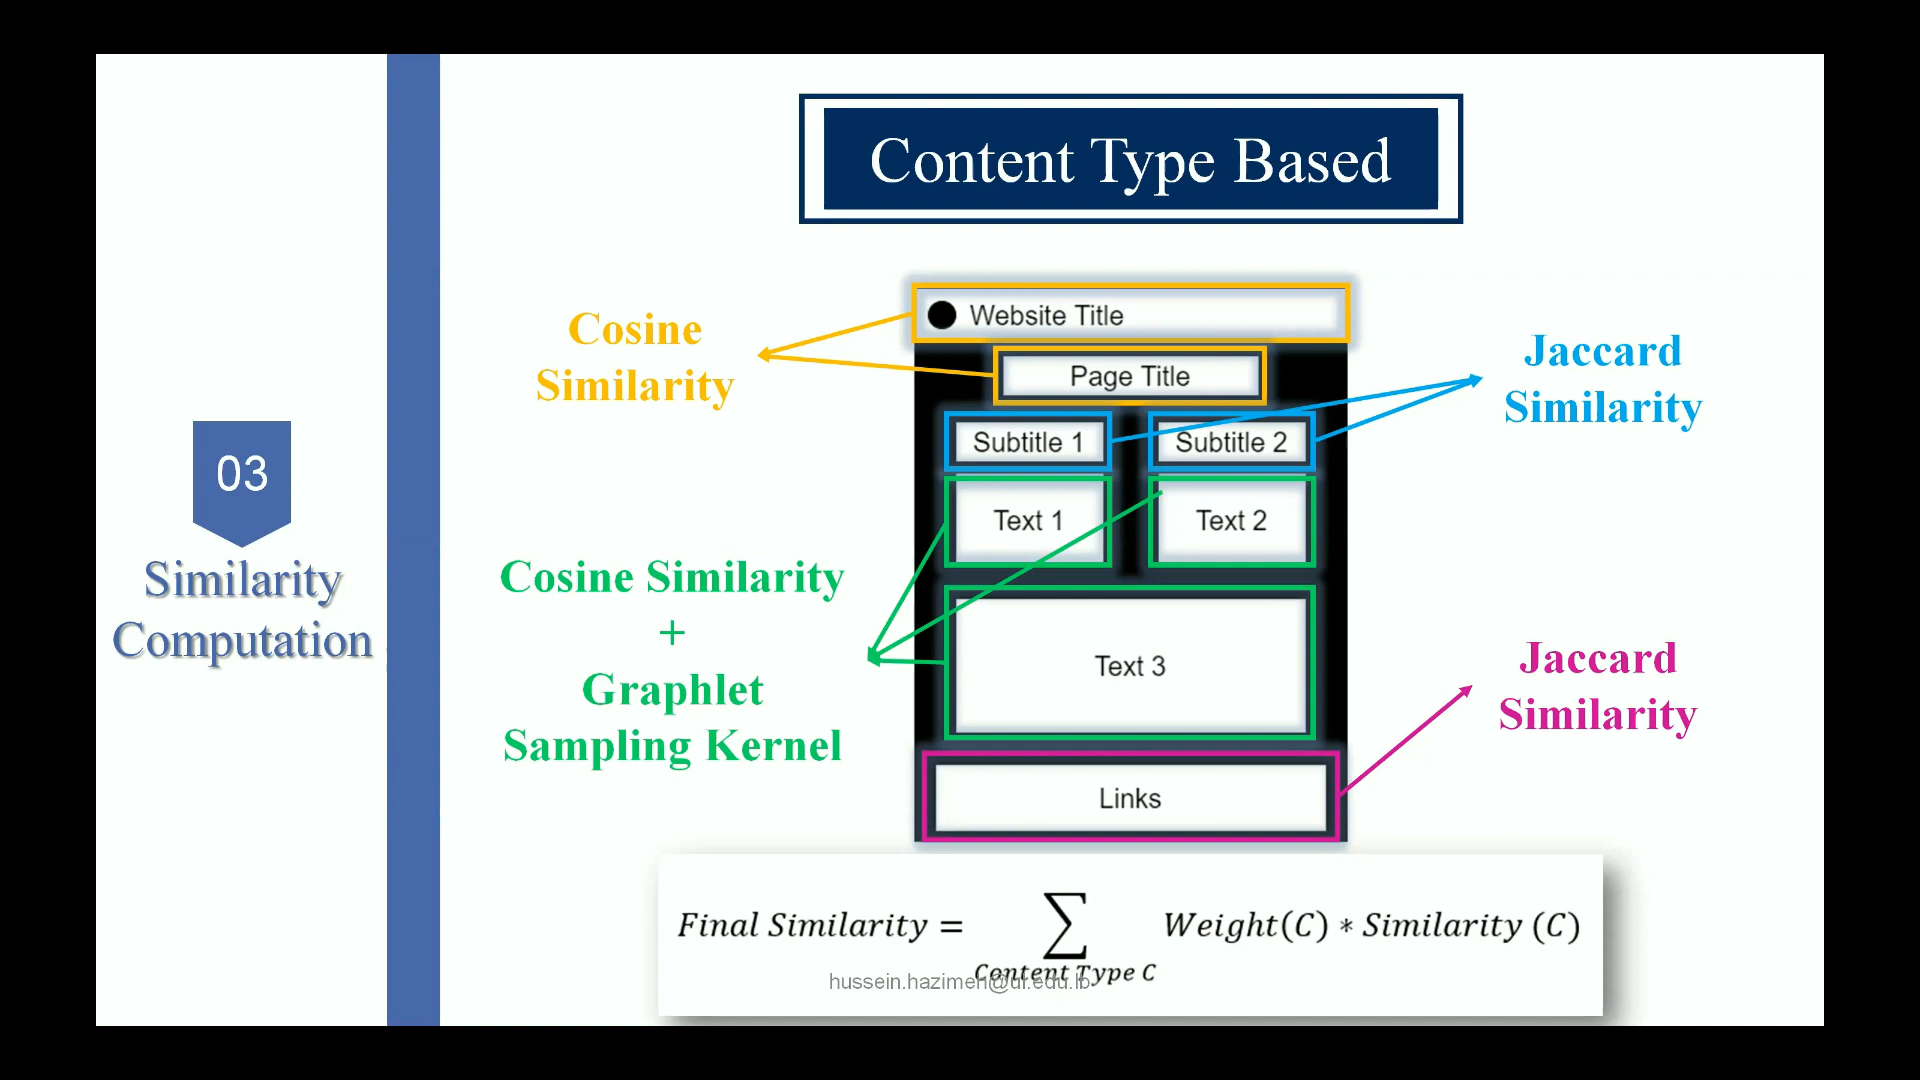 Content Type Based
03
Similarity
Computation
Cosine
Similarity
Website Title
Page Title
Subtitle 1
Subtitle 2
Jaccard
Similarity
Text 1
Text 2
Cosine Similarity
+
Graphlet
Sampling Kernel
Text 3
Jaccard
Similarity
Links
Final Similarity = ∑ Weight(C) * Similarity (C)
Content Type C
hussein.hazimeh@ul.edu.lb